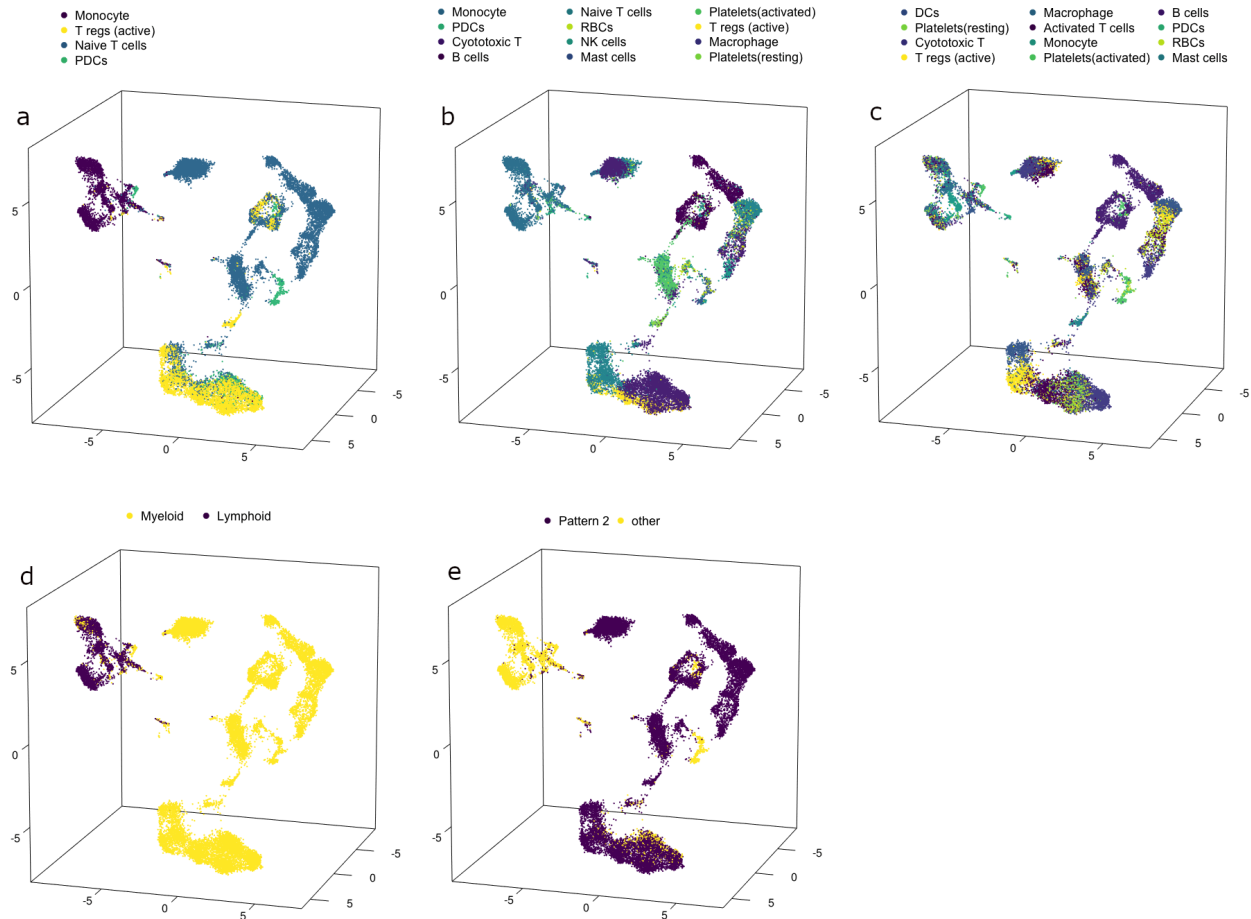 Monocyte
T regs (active)
Naive T cells
PDCs
Monocyte Naive T cells Platelets(activated)
PDCs RBCs T regs (active)
Cyototoxic T NK cells Macrophage
B cells Mast cells Platelets(resting)
DCs Macrophage B cells
Platelets(resting) Activated T cells PDCs
Cyototoxic T Monocyte RBCs
T regs (active) Platelets(activated) Mast cells
a
5
0
-5
-5
0
5
-5
0
5
b
5
0
-5
-5
0
5
-5
0
5
c
5
0
-5
-5
0
5
-5
0
5
Myeloid Lymphoid
d
5
0
-5
-5
0
5
-5
0
5
Pattern 2 other
e
5
0
-5
-5
0
5
-5
0
5